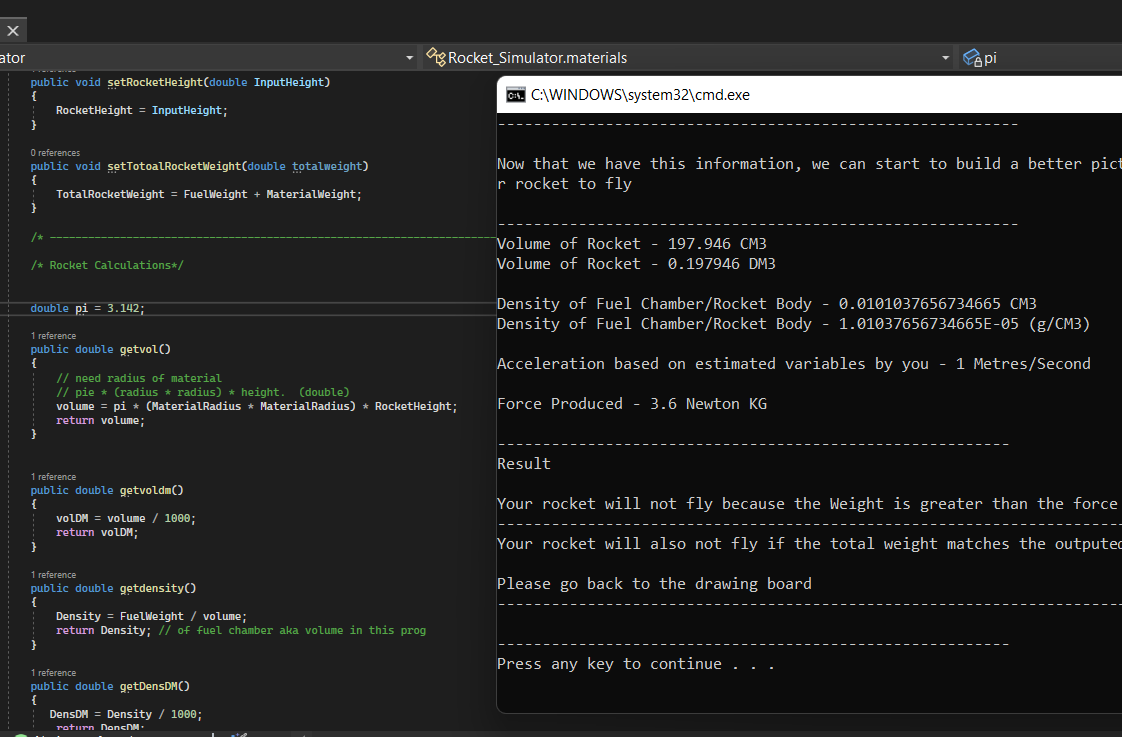 ator
Rocket_Simulator.materials
pi
public void setRocketHeight(double InputHeight)
{
RocketHeight = InputHeight;
}
0 references
public void setTotoalRocketWeight(double totalweight)
{
TotalRocketWeight = FuelWeight + MaterialWeight;
}
/* ----------------------------------------------------------------------
/* Rocket Calculations*/
double pi = 3.142;
1 reference
public double getvol()
{
// need radius of material
// pie * (radius * radius) * height.  (double)
volume = pi * (MaterialRadius * MaterialRadius) * RocketHeight;
return volume;
}
1 reference
public double getvoldm()
{
volDM = volume / 1000;
return volDM;
}
1 reference
public double getdensity()
{
Density = FuelWeight / volume;
return Density; // of fuel chamber aka volume in this prog
}
1 reference
public double getDensDM()
{
DensDM = Density / 1000;
return DensDM;
C:\WINDOWS\system32\cmd.exe
----------------------------------------------------------
Now that we have this information, we can start to build a better pict
r rocket to fly
----------------------------------------------------------
Volume of Rocket - 197.946 CM3
Volume of Rocket - 0.197946 DM3
Density of Fuel Chamber/Rocket Body - 0.0101037656734665 CM3
Density of Fuel Chamber/Rocket Body - 1.01037656734665E-05 (g/CM3)
Acceleration based on estimated variables by you - 1 Metres/Second
Force Produced - 3.6 Newton KG
---------------------------------------------------------
Result
Your rocket will not fly because the Weight is greater than the force
----------------------------------------------------------------------
Your rocket will also not fly if the total weight matches the outputed
Please go back to the drawing board
----------------------------------------------------------------------
---------------------------------------------------------
Press any key to continue . . .